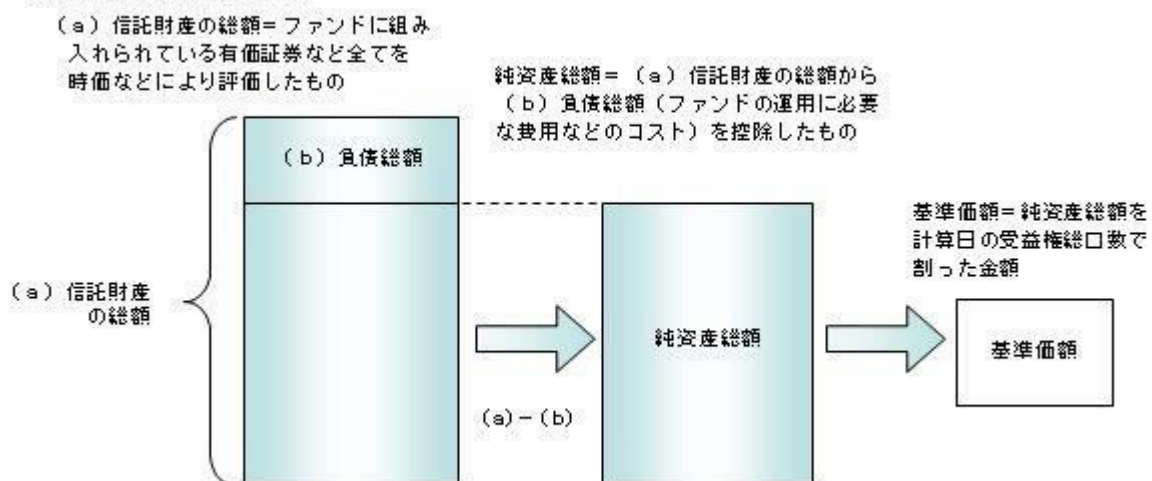 （a）信託財産の総額＝ファンドに組み
入れられている有価証券など全てを
時価などにより評価したもの
純資産総額＝（a）信託財産の総額から
（b）負債総額（ファンドの運用に必要
な費用などのコスト）を控除したもの
（b）負債総額
基準価額＝純資産総額を
計算日の受益権総口数で
割った金額
（a）信託財産
の総額
純資産総額
基準価額
(a)－(b)